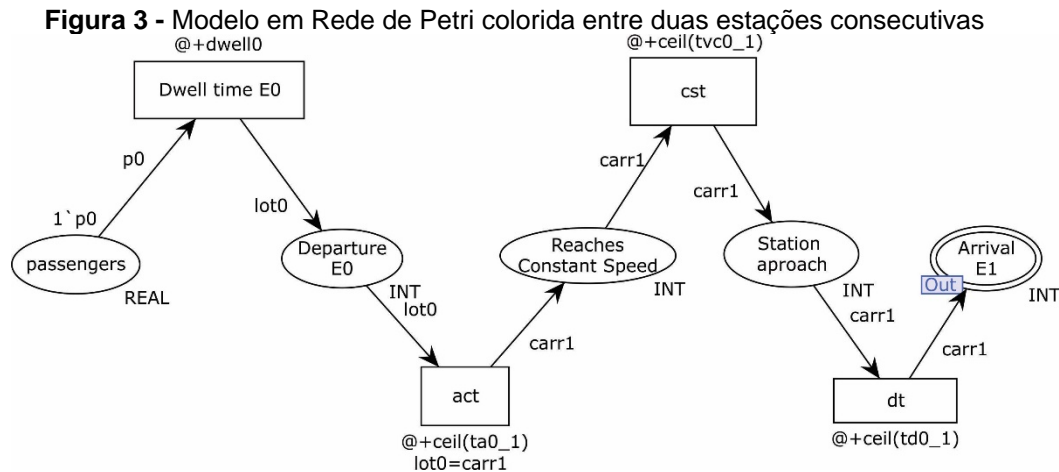 Figura 3 - Modelo em Rede de Petri colorida entre duas estações consecutivas
@+dwell0
Dwell time E0
p0
1`p0
passengers
REAL
lot0
Departure
E0
INT
lot0
act
@+ceil(ta0_1)
lot0=carr1
carr1
Reaches
Constant Speed
INT
carr1
@+ceil(tvc0_1)
cst
carr1
Station
aproach
INT
carr1
dt
@+ceil(td0_1)
carr1
Arrival
E1
Out
INT